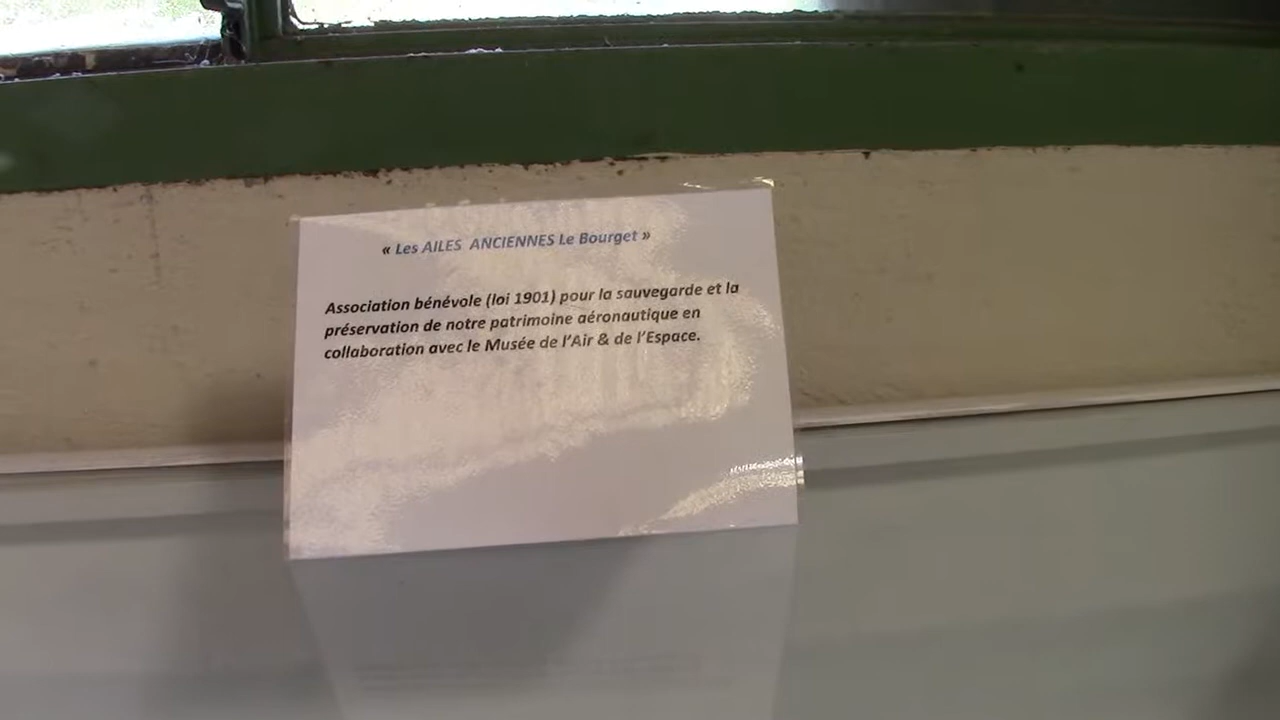 « Les AILES ANCIENNES Le Bourget »
Association bénévole (loi 1901) pour la sauvegarde et la
préservation de notre patrimoine aéronautique en
collaboration avec le Musée de l’Air & de l’Espace.